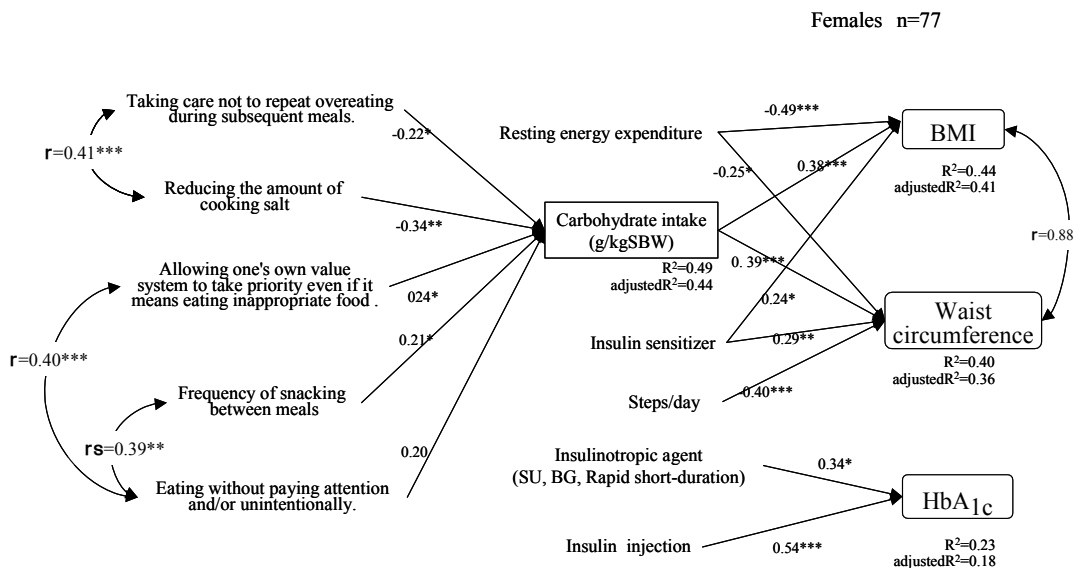 Females n=77
Taking care not to repeat overeating
during subsequent meals.
-0.22*
r=0.41***
Reducing the amount of
cooking salt
-0.34**
Allowing one's own value
system to take priority even if it
means eating inappropriate food .
024*
r=0.40***
0.21*
Frequency of snacking
between meals
rs=0.39**
0.20
Eating without paying attention
and/or unintentionally.
Carbohydrate intake
(g/kgSBW)
R²=0.49
adjustedR²=0.44
Resting energy expenditure
-0.49***
-0.25*
0.38***
0. 39***
0.24*
Insulin sensitizer
0.29**
Steps/day
-0.40***
BMI
R²=0..44
adjustedR²=0.41
r=0.88
Waist
circumference
R²=0.40
adjustedR²=0.36
Insulinotropic agent
(SU, BG, Rapid short-duration)
0.34*
Insulin injection
0.54***
HbA1c
R²=0.23
adjustedR²=0.18